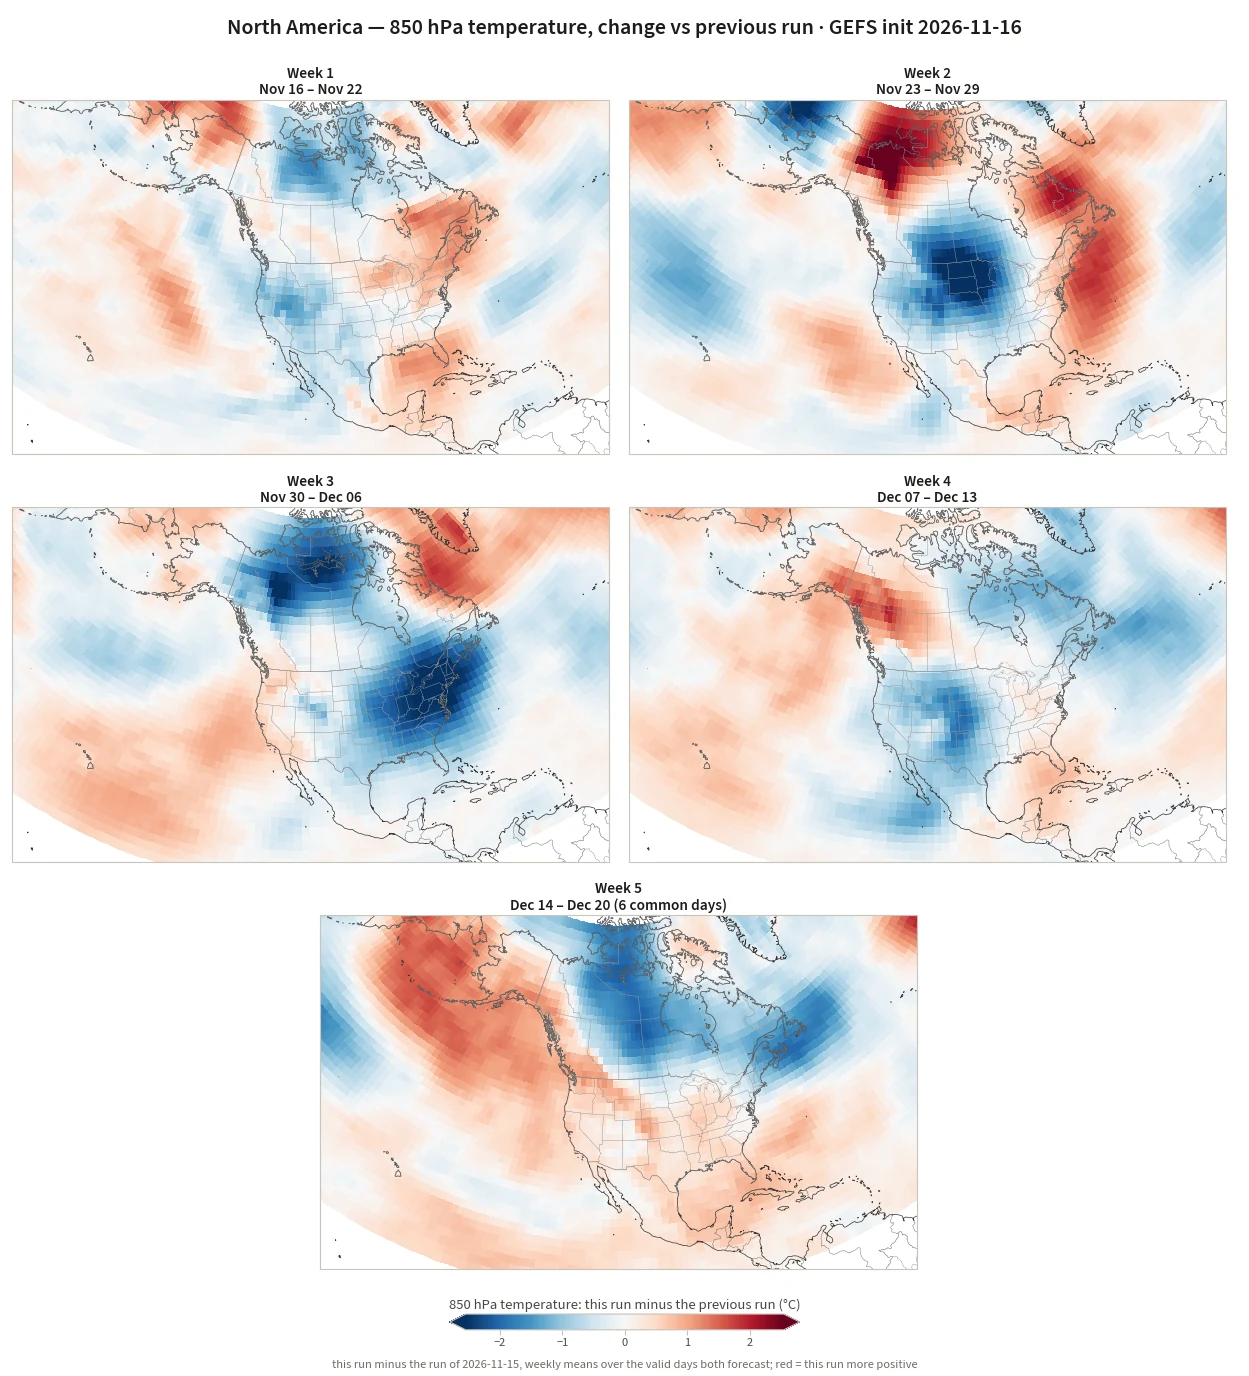 North America — 850 hPa temperature, change vs previous run · GEFS init 2026-11-16
Week 1
Nov 16 – Nov 22
Week 2
Nov 23 – Nov 29
Week 3
Nov 30 – Dec 06
Week 4
Dec 07 – Dec 13
Week 5
Dec 14 – Dec 20 (6 common days)
850 hPa temperature: this run minus the previous run (°C)
−2 −1 0 1 2
this run minus the run of 2026-11-15, weekly means over the valid days both forecast; red = this run more positive